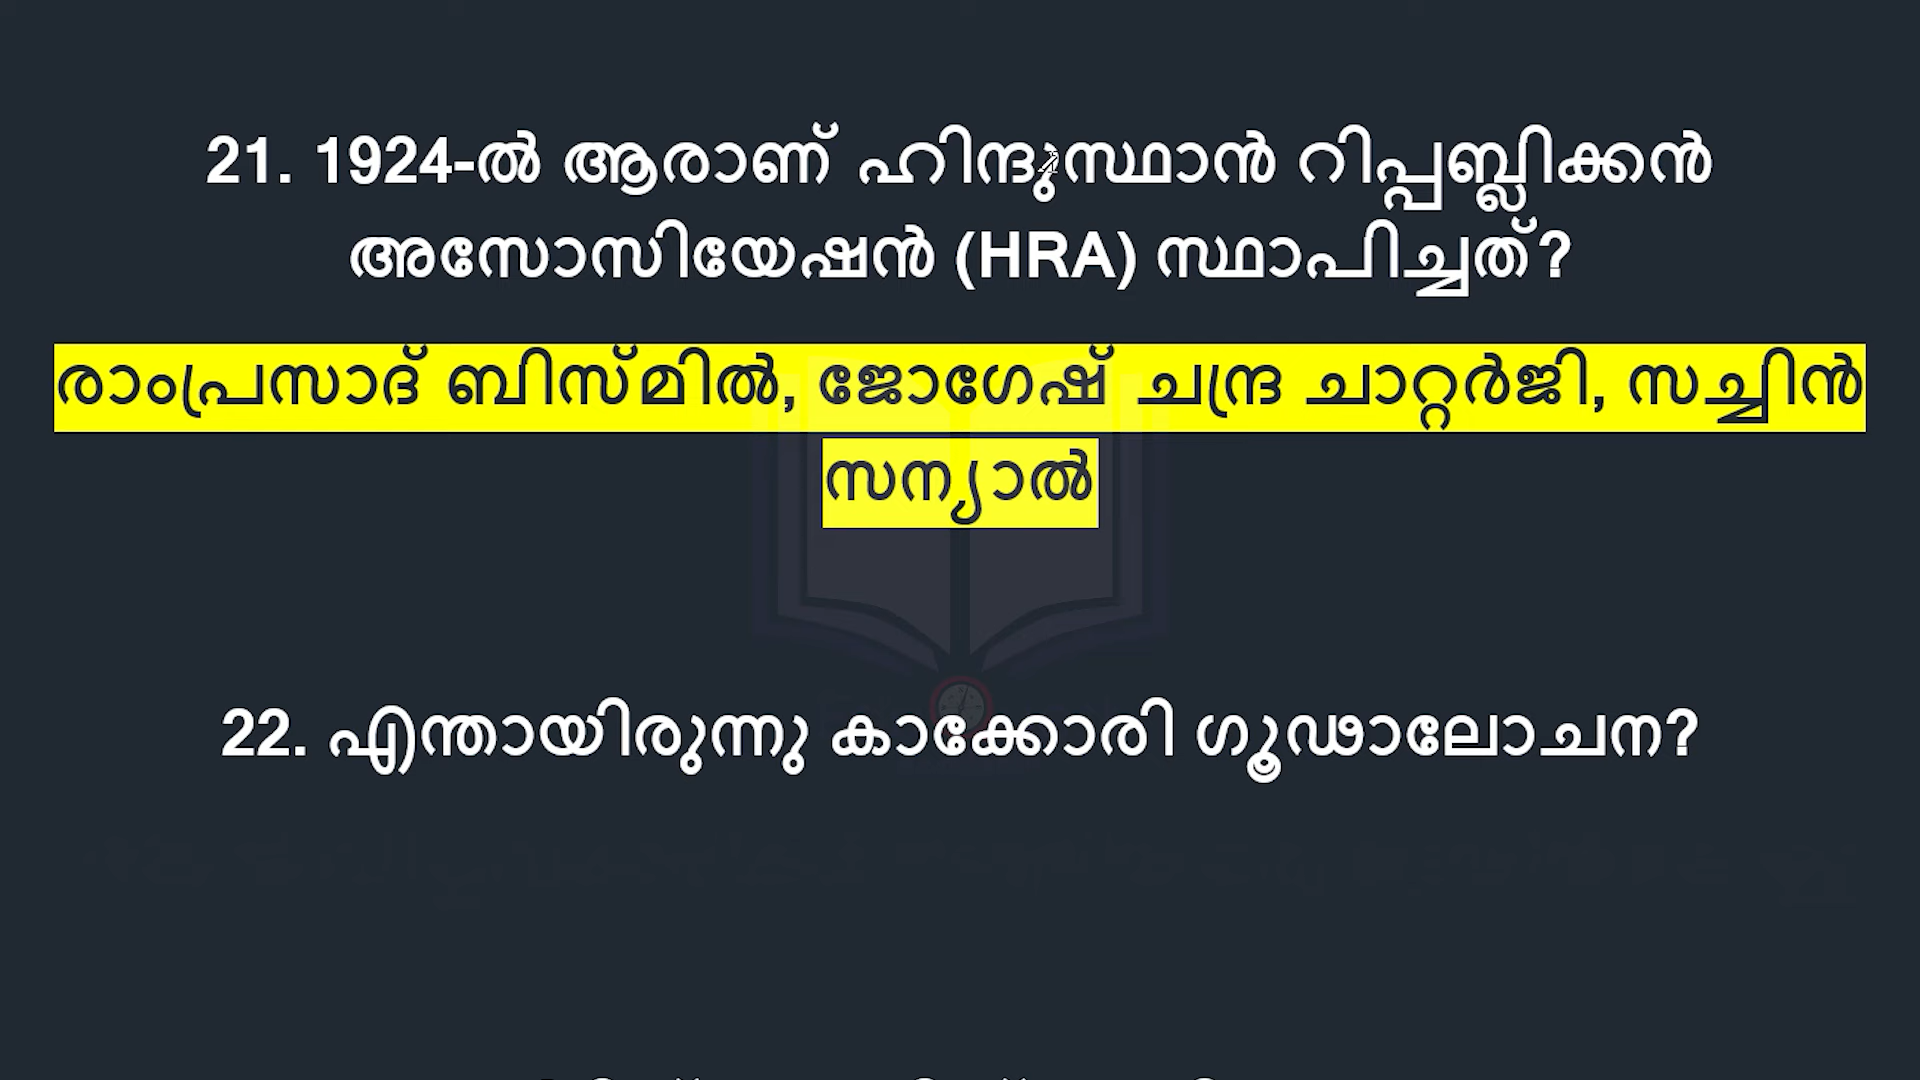 21. 1924-ൽ ആരാണ് ഹിന്ദുസ്ഥാൻ റിപ്പബ്ലിക്കൻ
അസോസിയേഷൻ (HRA) സ്ഥാപിച്ചത്?
രാംപ്രസാദ് ബിസ്മിൽ, ജോഗേഷ് ചന്ദ്ര ചാറ്റർജി, സച്ചിൻ
സന്യാൽ
22. എന്തായിരുന്നു കാക്കോരി ഗൂഢാലോചന?